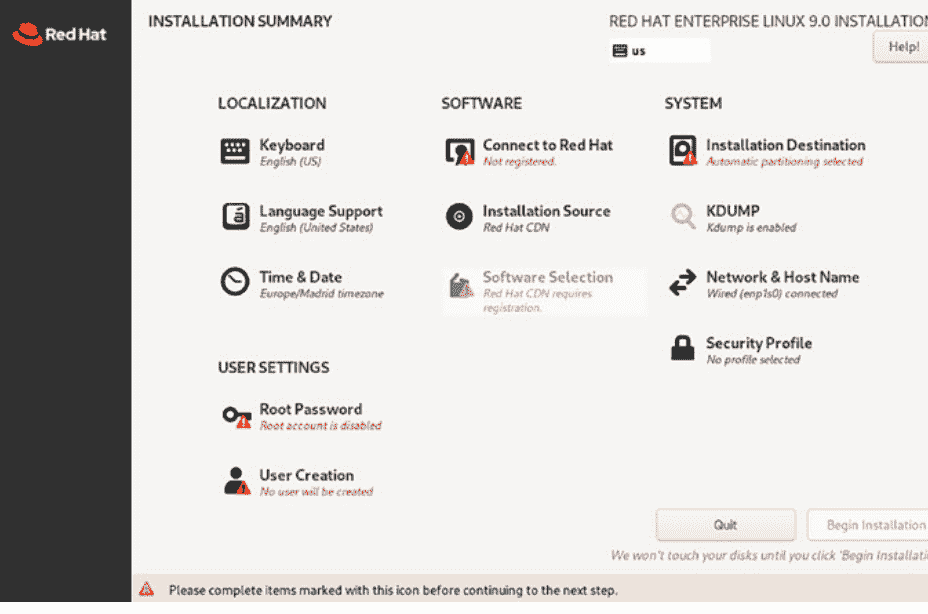 Red Hat
INSTALLATION SUMMARY
RED HAT ENTERPRISE LINUX 9.0 INSTALLATION
us
Help!
LOCALIZATION
Keyboard
English (US)
Language Support
English (United States)
Time & Date
Europe/Madrid timezone
SOFTWARE
Connect to Red Hat
Not registered.
Installation Source
Red Hat CDN
Software Selection
Red Hat CDN requires
registration.
SYSTEM
Installation Destination
Automatic partitioning selected
KDUMP
Kdump is enabled
Network & Host Name
Wired (enp1s0) connected
Security Profile
No profile selected
USER SETTINGS
Root Password
Root account is disabled
User Creation
No user will be created
Quit
Begin Installation
We won't touch your disks until you click 'Begin Installati
Please complete items marked with this icon before continuing to the next step.